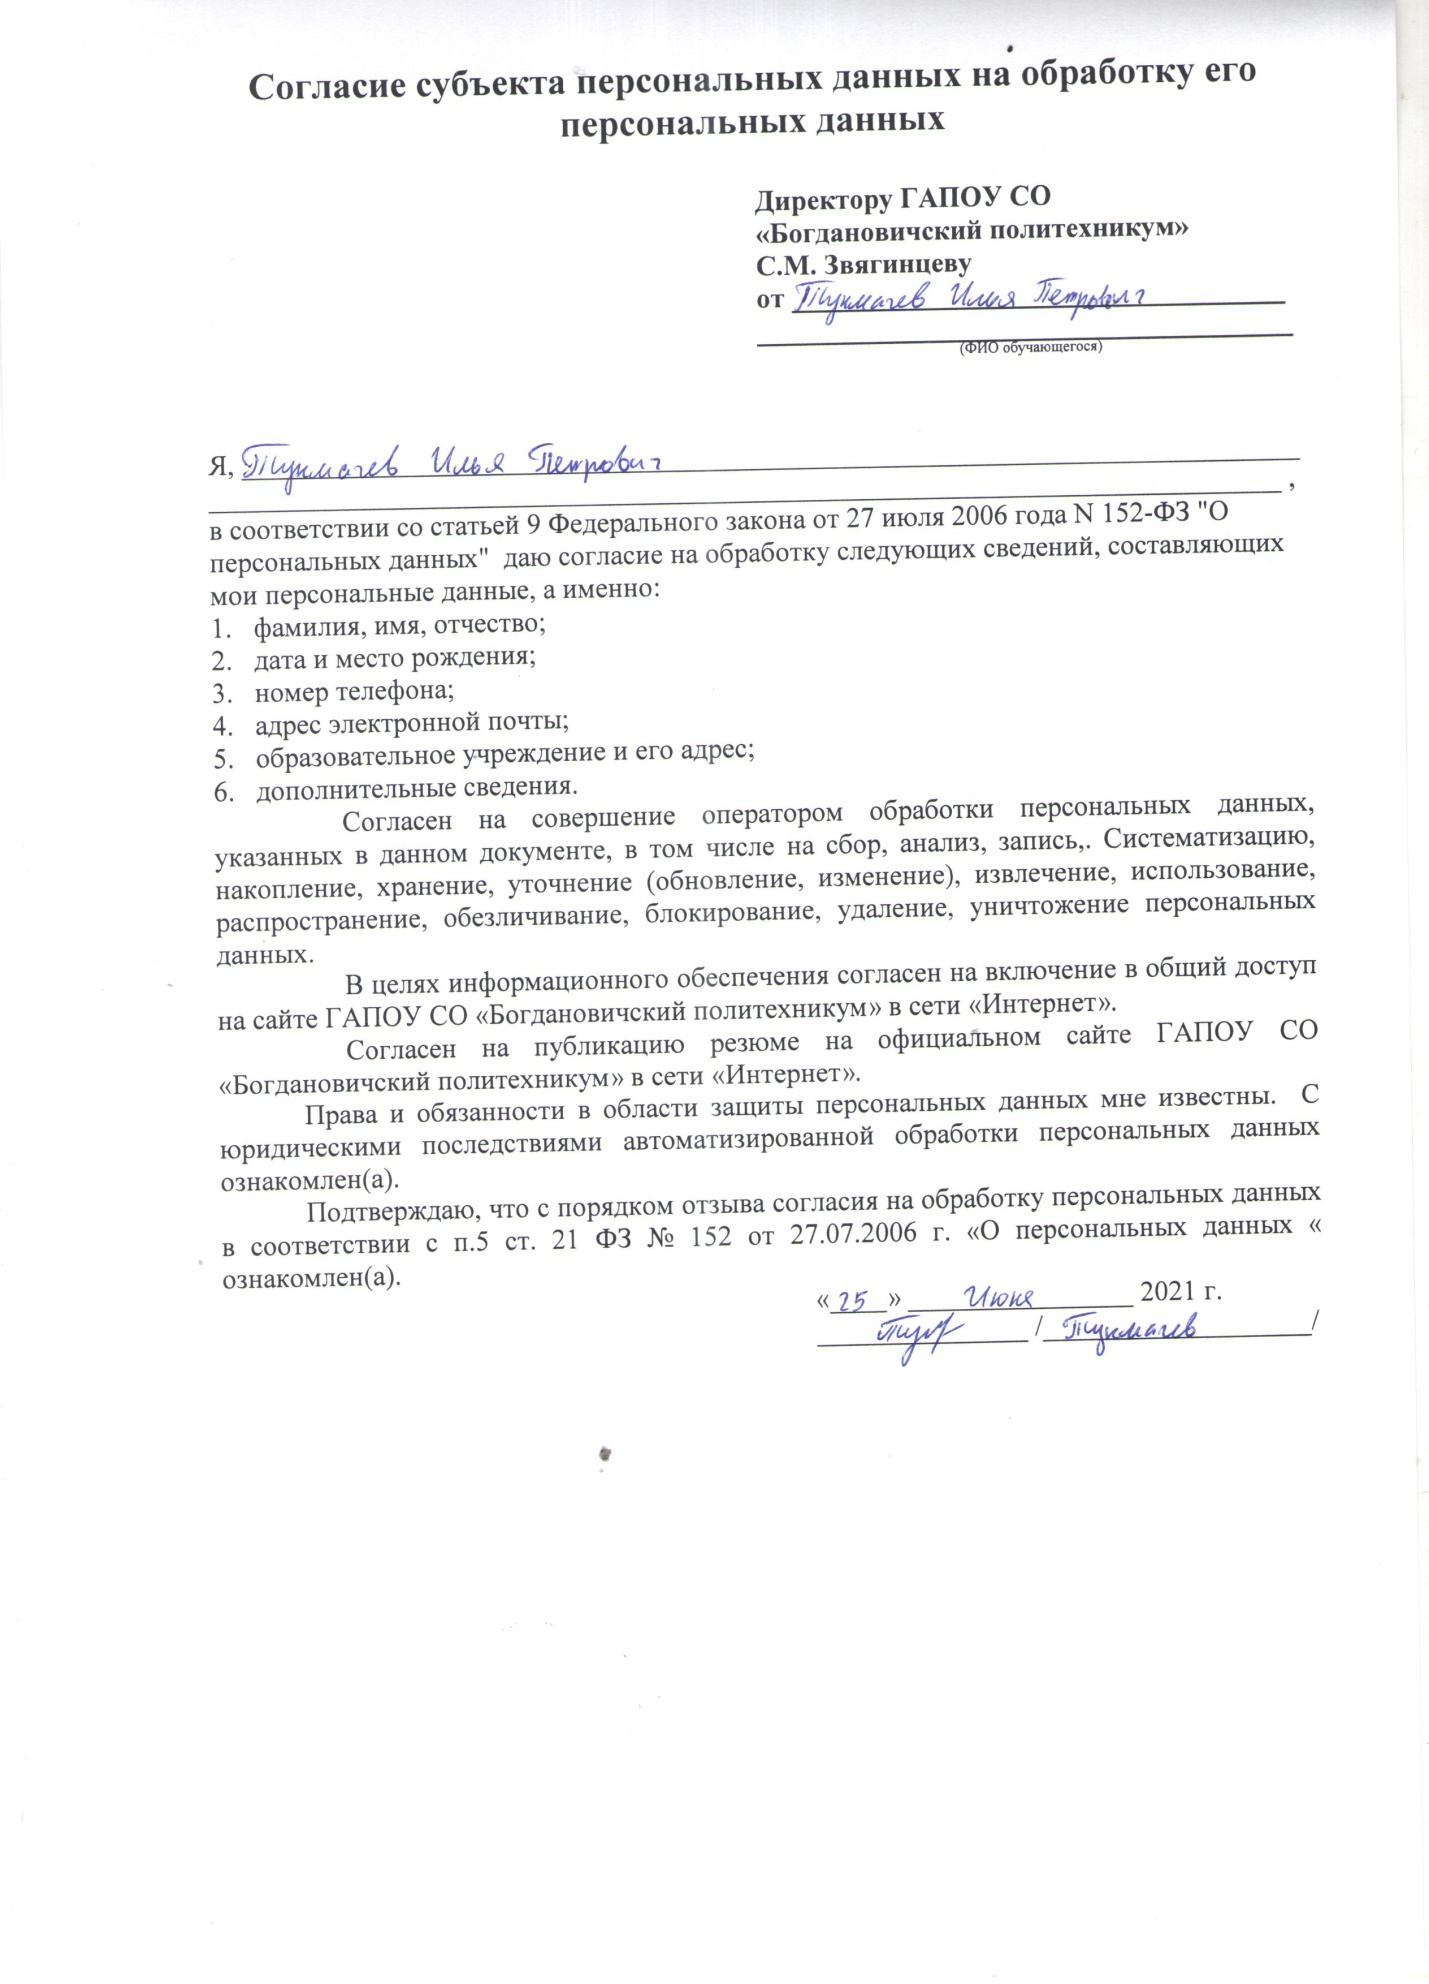 Согласие субъекта персональных данных на обработку его
персональных данных
Директору ГАПОУ СО
«Богдановичский политехникум»
С.М. Звягинцеву
от Тукмачев Илья Петрович
(ФИО обучающегося)
Я, Тукмачев Илья Петрович
,
в соответствии со статьей 9 Федерального закона от 27 июля 2006 года N 152-ФЗ "О
персональных данных" даю согласие на обработку следующих сведений, составляющих
мои персональные данные, а именно:
1. фамилия, имя, отчество;
2. дата и место рождения;
3. номер телефона;
4. адрес электронной почты;
5. образовательное учреждение и его адрес;
6. дополнительные сведения.
Согласен на совершение оператором обработки персональных данных,
указанных в данном документе, в том числе на сбор, анализ, запись,. Систематизацию,
накопление, хранение, уточнение (обновление, изменение), извлечение, использование,
распространение, обезличивание, блокирование, удаление, уничтожение персональных
данных.
В целях информационного обеспечения согласен на включение в общий доступ
на сайте ГАПОУ СО «Богдановичский политехникум» в сети «Интернет».
Согласен на публикацию резюме на официальном сайте ГАПОУ СО
«Богдановичский политехникум» в сети «Интернет».
Права и обязанности в области защиты персональных данных мне известны. С
юридическими последствиями автоматизированной обработки персональных данных
ознакомлен(а).
Подтверждаю, что с порядком отзыва согласия на обработку персональных данных
в соответствии с п.5 ст. 21 ФЗ № 152 от 27.07.2006 г. «О персональных данных «
ознакомлен(а).
«25» Июня 2021 г.
/ Тукмачев /